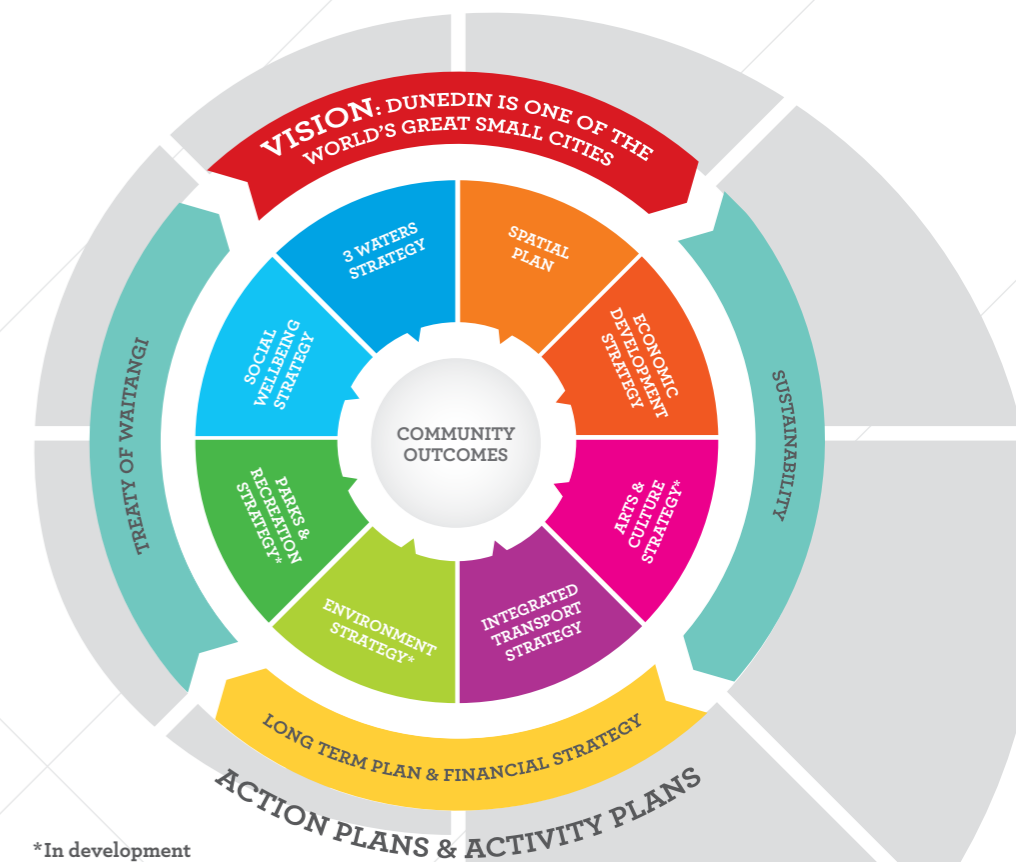 VISION: DUNEDIN IS ONE OF THE
WORLD'S GREAT SMALL CITIES
3 WATERS
STRATEGY
SPATIAL
PLAN
ECONOMIC
DEVELOPMENT
STRATEGY
ARTS &
CULTURE
STRATEGY*
INTEGRATED
TRANSPORT
STRATEGY
ENVIRONMENT
STRATEGY*
PARKS &
RECREATION
STRATEGY*
SOCIAL
WELLBEING
STRATEGY
COMMUNITY
OUTCOMES
TREATY OF WAITANGI
SUSTAINABILITY
LONG TERM PLAN & FINANCIAL STRATEGY
ACTION PLANS & ACTIVITY PLANS
*In development